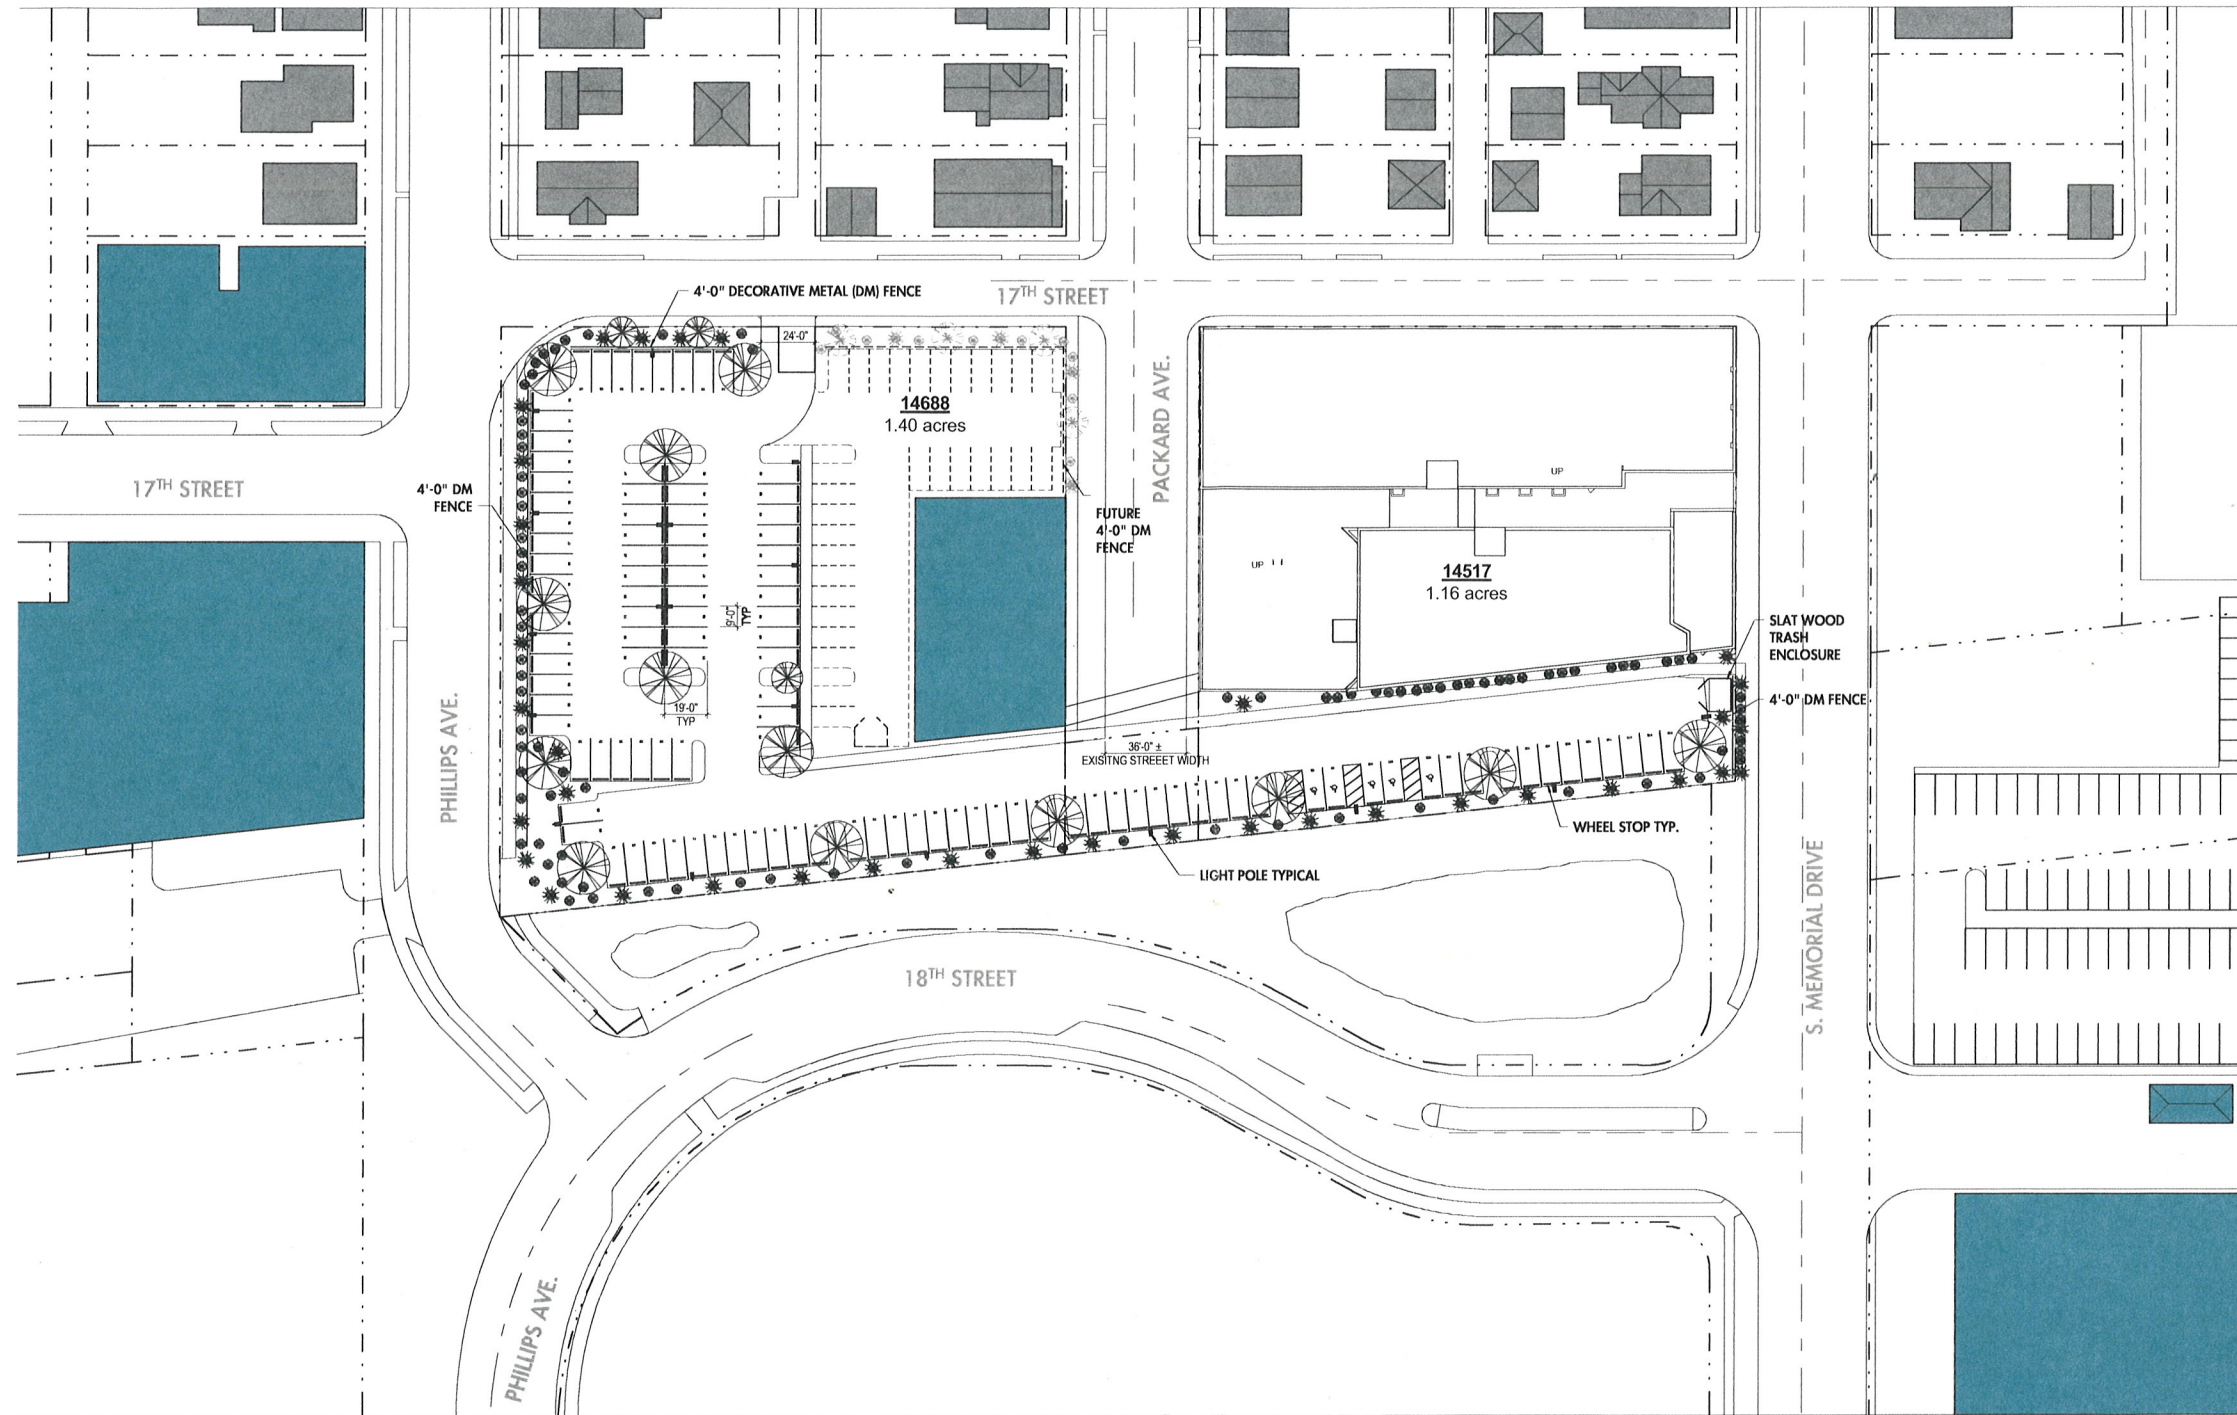 4'-0" DECORATIVE METAL (DM) FENCE
17TH STREET
24'-0"
14688
1.40 acres
PACKARD AVE.
17TH STREET
4'-0" DM
FENCE
FUTURE
4'-0" DM
FENCE
UP
UP
14517
1.16 acres
9'-0"
TYP
SLAT WOOD
TRASH
ENCLOSURE
4'-0" DM FENCE
PHILLIPS AVE.
19'-0"
TYP
36'-0" ±
EXISITNG STREEET WIDTH
WHEEL STOP TYP.
LIGHT POLE TYPICAL
S. MEMORIAL DRIVE
18TH STREET
PHILLIPS AVE.